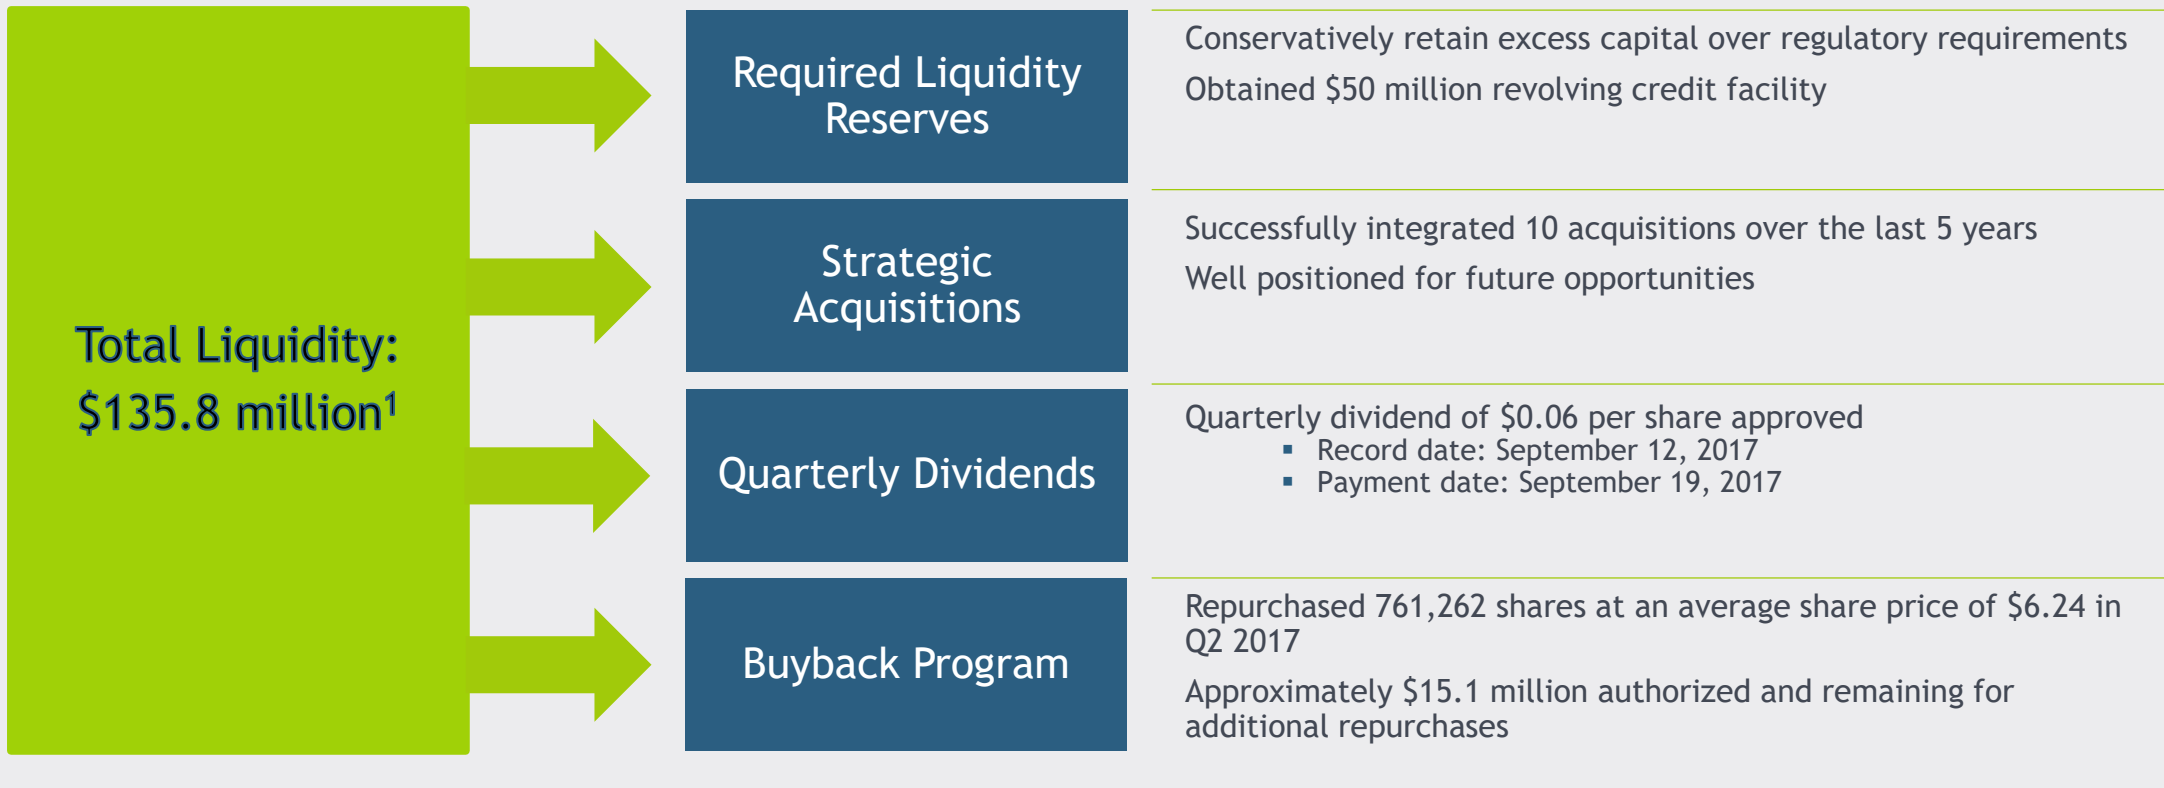 Total Liquidity:
$135.8 million¹
Required Liquidity
Reserves
Conservatively retain excess capital over regulatory requirements
Obtained $50 million revolving credit facility
Strategic
Acquisitions
Successfully integrated 10 acquisitions over the last 5 years
Well positioned for future opportunities
Quarterly Dividends
Quarterly dividend of $0.06 per share approved
▪ Record date: September 12, 2017
▪ Payment date: September 19, 2017
Buyback Program
Repurchased 761,262 shares at an average share price of $6.24 in
Q2 2017
Approximately $15.1 million authorized and remaining for
additional repurchases